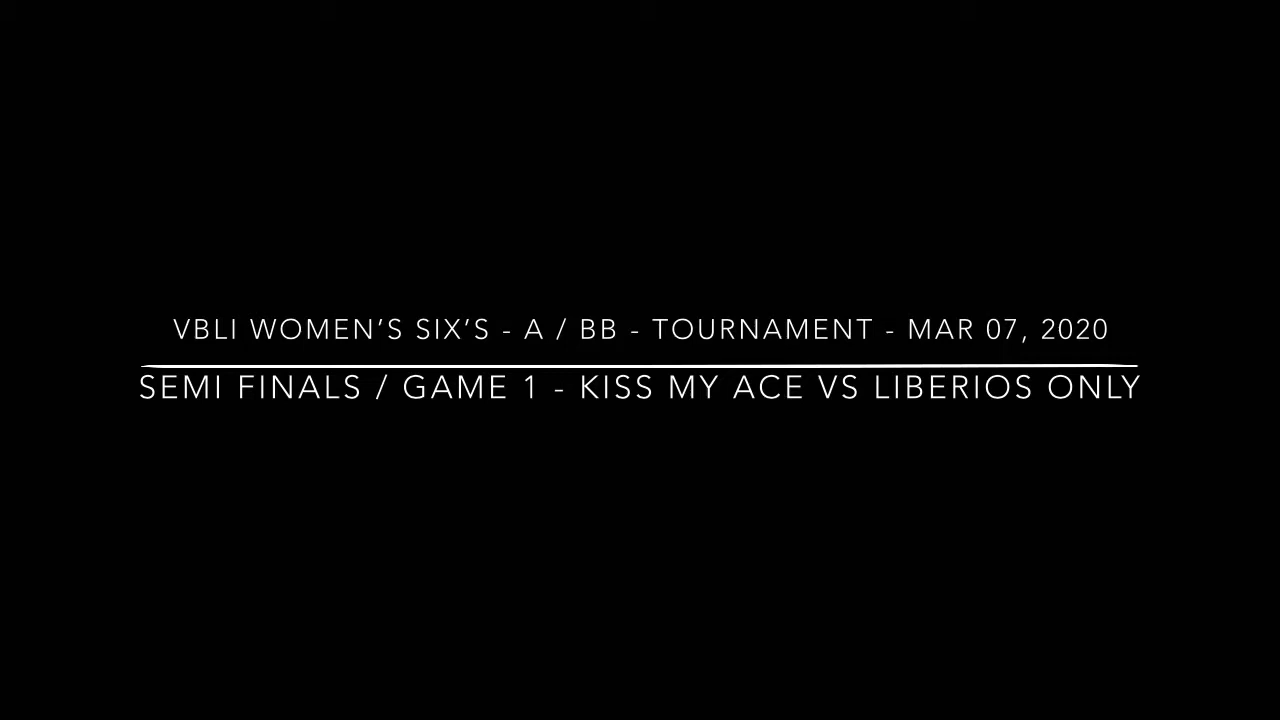 VBLI WOMEN’S SIX’S - A / BB - TOURNAMENT - MAR 07, 2020
SEMI FINALS / GAME 1 - KISS MY ACE VS LIBERIOS ONLY